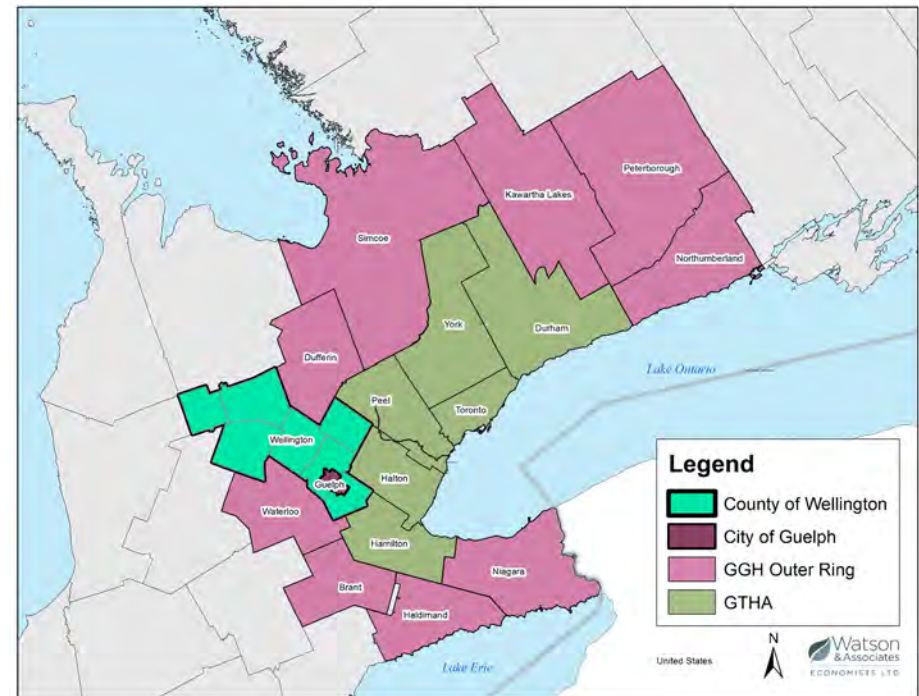 Peterborough
Kawartha Lakes
Simcoe
Northumberland
York
Durham
Dufferin
Lake Ontario
Peel
Toronto
Wellington
Halton
Guelph
Waterloo
Hamilton
Niagara
Brant
Haldimand
Lake Erie
Legend
County of Wellington
City of Guelph
GGH Outer Ring
GTHA
United States
N
Watson
& Associates
ECONOMISTS LTD.